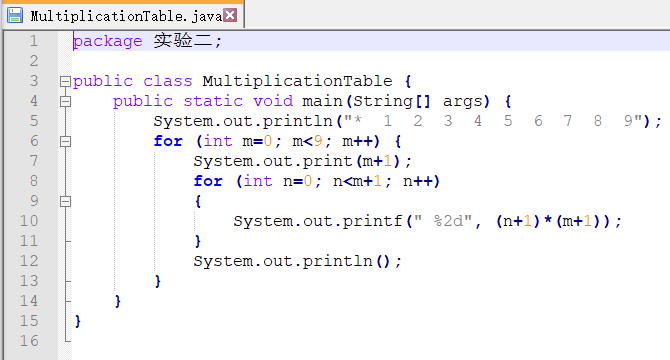 MultiplicationTable.java
1 package 实验二;
2
3 public class MultiplicationTable {
4     public static void main(String[] args) {
5         System.out.println("*  1  2  3  4  5  6  7  8  9");
6         for (int m=0; m<9; m++) {
7             System.out.print(m+1);
8             for (int n=0; n<m+1; n++)
9             {
10                 System.out.printf(" %2d", (n+1)*(m+1));
11             }
12             System.out.println();
13         }
14     }
15 }
16